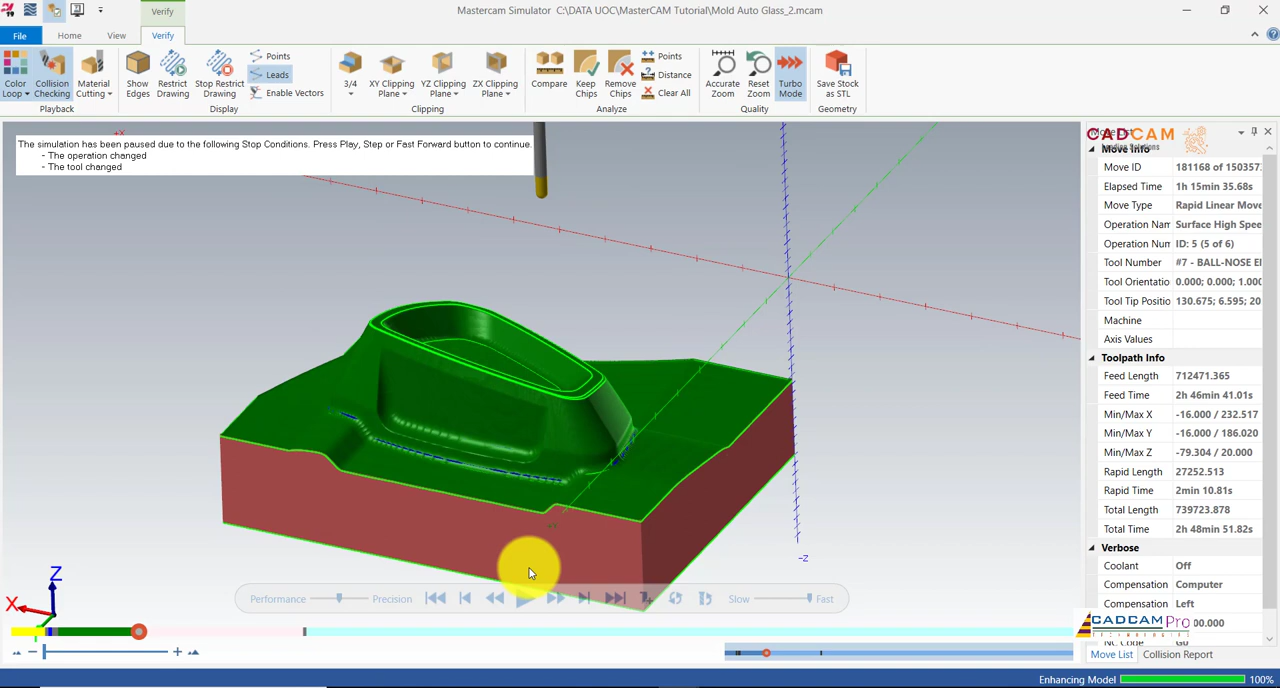 Verify
Mastercam Simulator C:\DATA UOC\MasterCAM Tutorial\Mold Auto Glass_2.mcam
File Home View Verify
Color Loop
Collision Checking
Material Cutting
Playback
Show Edges
Restrict Drawing
Stop Restrict Drawing
Points
Leads
Enable Vectors
Display
3/4
XY Clipping Plane
YZ Clipping Plane
ZX Clipping Plane
Clipping
Compare
Keep Chips
Remove Chips
Points
Distance
Clear All
Analyze
Accurate Zoom
Reset Zoom
Turbo Mode
Quality
Save Stock as STL
Geometry
+X
The simulation has been paused due to the following Stop Conditions. Press Play, Step or Fast Forward button to continue.
- The operation changed
- The tool changed
CADCAM
Move Info
Move ID 181168 of 150357
Elapsed Time 1h 15min 35.68s
Move Type Rapid Linear Move
Operation Nam Surface High Spee
Operation Num ID: 5 (5 of 6)
Tool Number #7 - BALL-NOSE E
Tool Orientatio 0.000; 0.000; 1.000
Tool Tip Positio 130.675; 6.595; 20
Machine
Axis Values
Toolpath Info
Feed Length 712471.365
Feed Time 2h 46min 41.01s
Min/Max X -16.000 / 232.517
Min/Max Y -16.000 / 186.020
Min/Max Z -79.304 / 20.000
Rapid Length 27252.513
Rapid Time 2min 10.81s
Total Length 739723.878
Total Time 2h 48min 51.82s
Verbose
Coolant Off
Compensation Computer
Compensation Left
00.000
CADCAMPro
TECHNOLOGIES
-Z
Z
X
Performance Precision Slow Fast
Move List Collision Report
Enhancing Model 100%